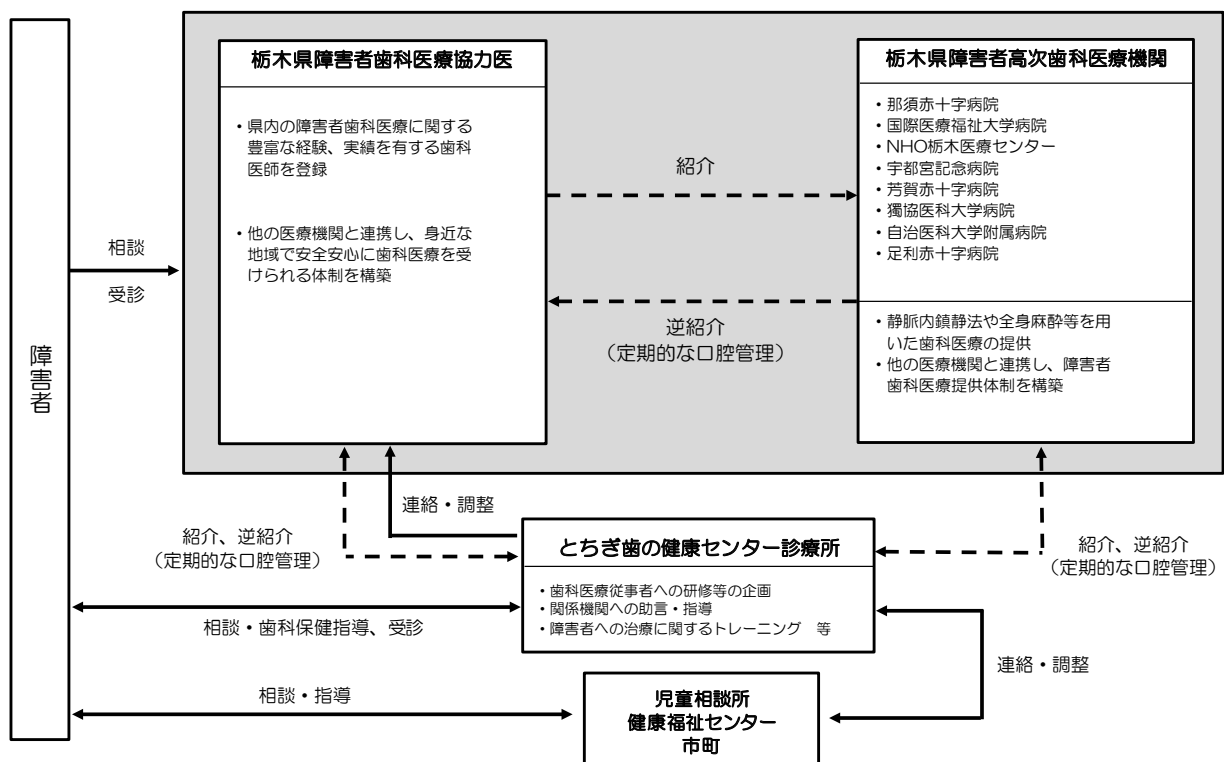 栃木県障害者歯科医療協力医
・県内の障害者歯科医療に関する
豊富な経験、実績を有する歯科
医師を登録
・他の医療機関と連携し、身近な
地域で安全安心に歯科医療を受
けられる体制を構築
栃木県障害者高次歯科医療機関
・那須赤十字病院
・国際医療福祉大学病院
・NHO栃木医療センター
・宇都宮記念病院
・芳賀赤十字病院
・獨協医科大学病院
・自治医科大学附属病院
・足利赤十字病院
・静脈内鎮静法や全身麻酔等を用
いた歯科医療の提供
・他の医療機関と連携し、障害者
歯科医療提供体制を構築
紹介
逆紹介
（定期的な口腔管理）
相談
受診
障害者
連絡・調整
紹介、逆紹介
（定期的な口腔管理）
とちぎ歯の健康センター診療所
・歯科医療従事者への研修等の企画
・関係機関への助言・指導
・障害者への治療に関するトレーニング　等
紹介、逆紹介
（定期的な口腔管理）
相談・歯科保健指導、受診
連絡・調整
相談・指導
児童相談所
健康福祉センター
市町